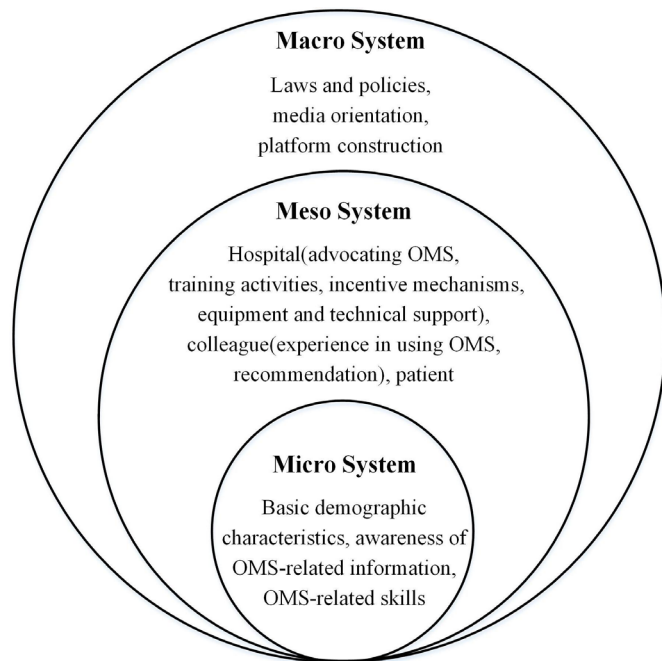 Macro System
Laws and policies,
media orientation,
platform construction
Meso System
Hospital(advocating OMS,
training activities, incentive mechanisms,
equipment and technical support),
colleague(experience in using OMS,
recommendation), patient
Micro System
Basic demographic
characteristics, awareness of
OMS-related information,
OMS-related skills